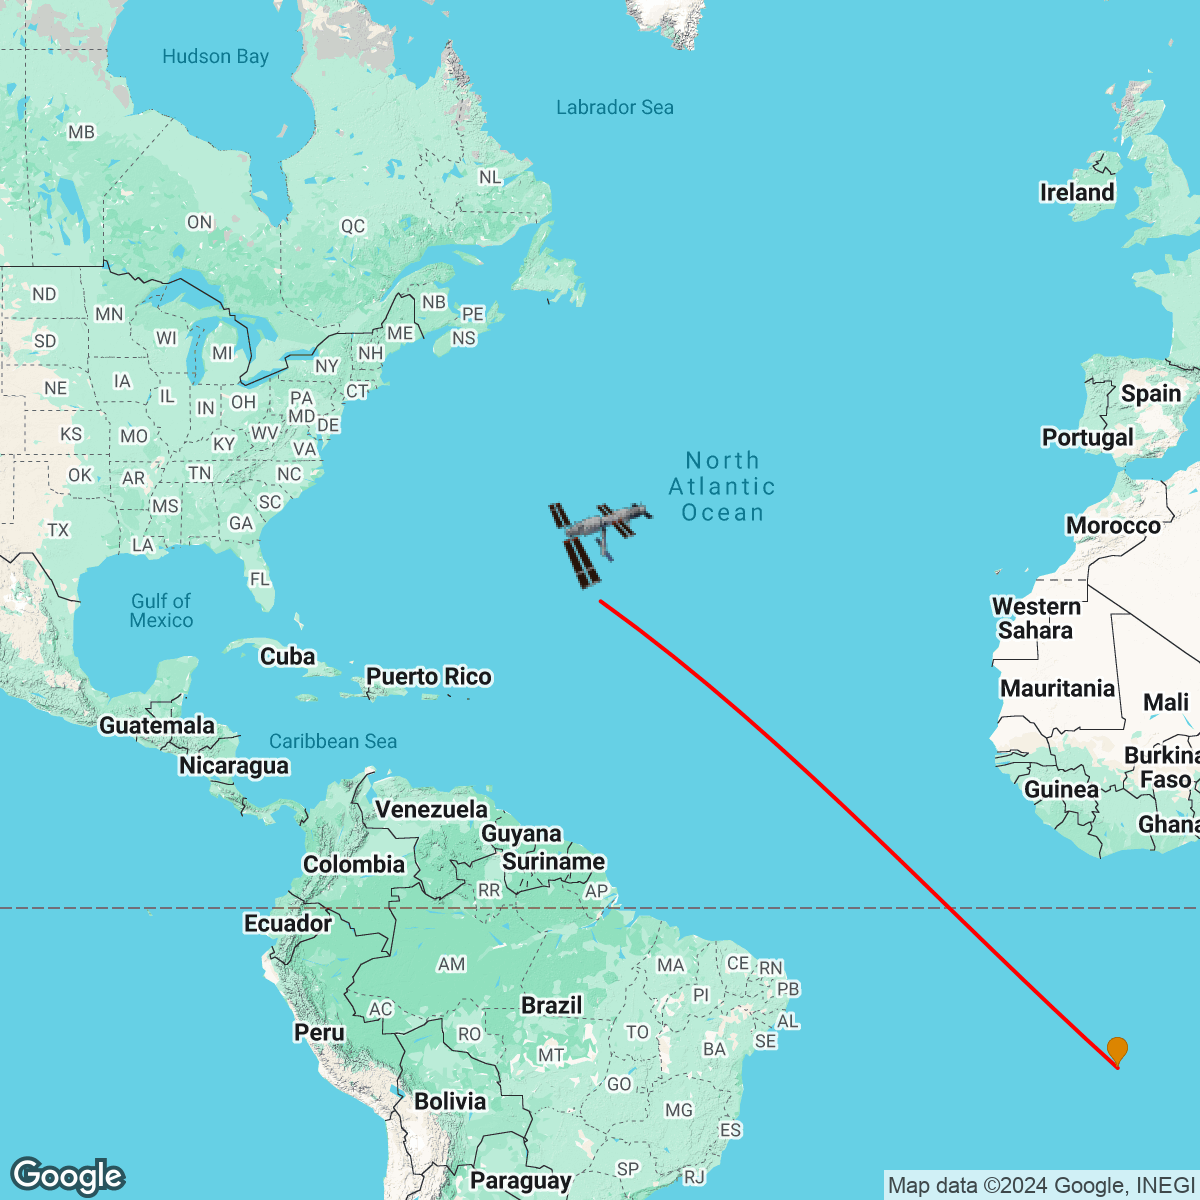 Hudson Bay
Labrador Sea
MB
Ireland
NL
ON
QC
ND
NB
MN
PE
SD
WI
ME
NS
MI
NH
NY
NE
IA
IL
CT
Spain
IN
OH
PA
MD
DE
KS
MO
KY
WV
VA
Portugal
OK
AR
TN
NC
North
Atlantic
Ocean
MS
SC
TX
GA
Morocco
LA
FL
Gulf of
Mexico
Western
Sahara
Cuba
Puerto Rico
Mauritania
Mali
Guatemala
Caribbean Sea
Nicaragua
Burkina
Faso
Guinea
Venezuela
Ghana
Guyana
Suriname
Colombia
RR
AP
Ecuador
AM
MA
CE
RN
PI
PB
AC
Brazil
AL
Peru
RO
TO
SE
MT
BA
GO
Bolivia
MG
ES
SP
RJ
Paraguay
Google
Map data ©2024 Google, INEGI